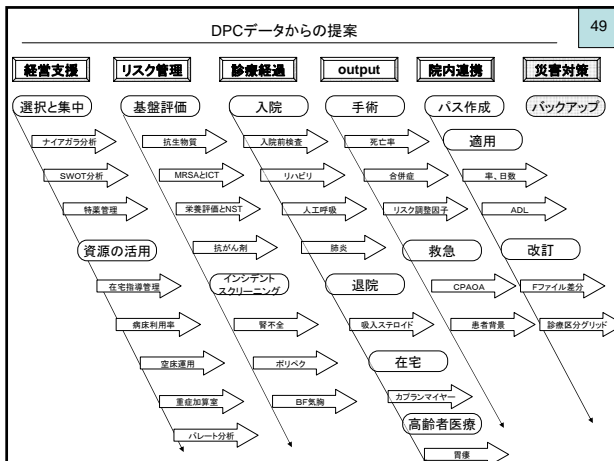 DPCデータからの提案
49
経営支援
リスク管理
診療経過
output
院内連携
災害対策
選択と集中
基盤評価
入院
手術
パス作成
バックアップ
ナイアガラ分析
抗生物質
入院前検査
死亡率
適用
SWOT分析
MRSAとICT
リハビリ
合併症
率、日数
特薬管理
栄養評価とNST
人工呼吸
リスク調整因子
ADL
資源の活用
抗がん剤
肺炎
救急
改訂
在宅指導管理
インシデント
スクリーニング
退院
CPAOA
Fファイル差分
病床利用率
腎不全
吸入ステロイド
患者背景
診療区分グリッド
空床運用
ポリペク
在宅
重症加算室
BF気胸
カプランマイヤー
パレート分析
高齢者医療
胃瘻